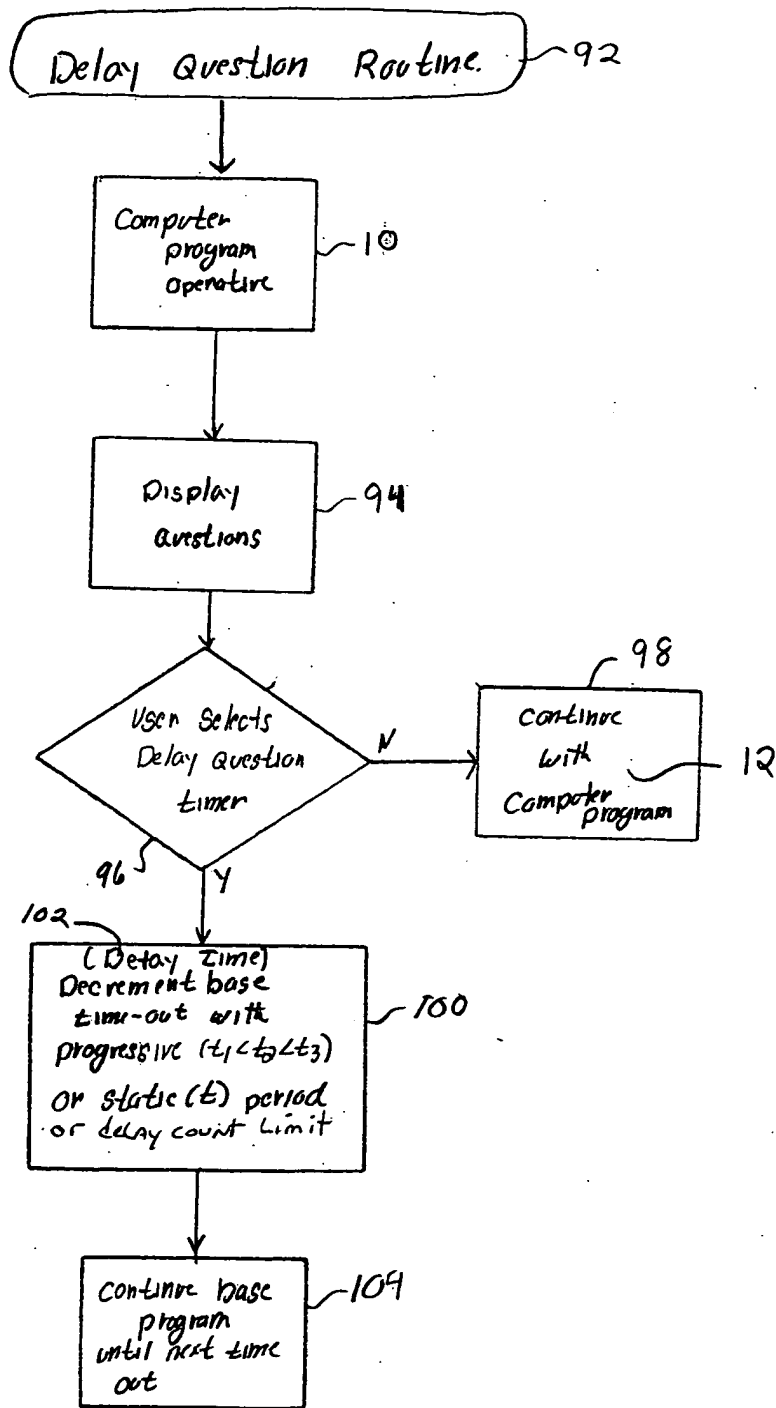 Delay Question Routine.
92
Computer
program
operative
10
Display
Questions
94
User selects
Delay Question
timer
96
N
Y
98
continue
with
Computer
program
12
102
(Delay Time)
Decrement base
time-out with
progressive (t1<t2<t3)
or static (t) period
or delay count Limit
100
continue base
program
until next time
out
104